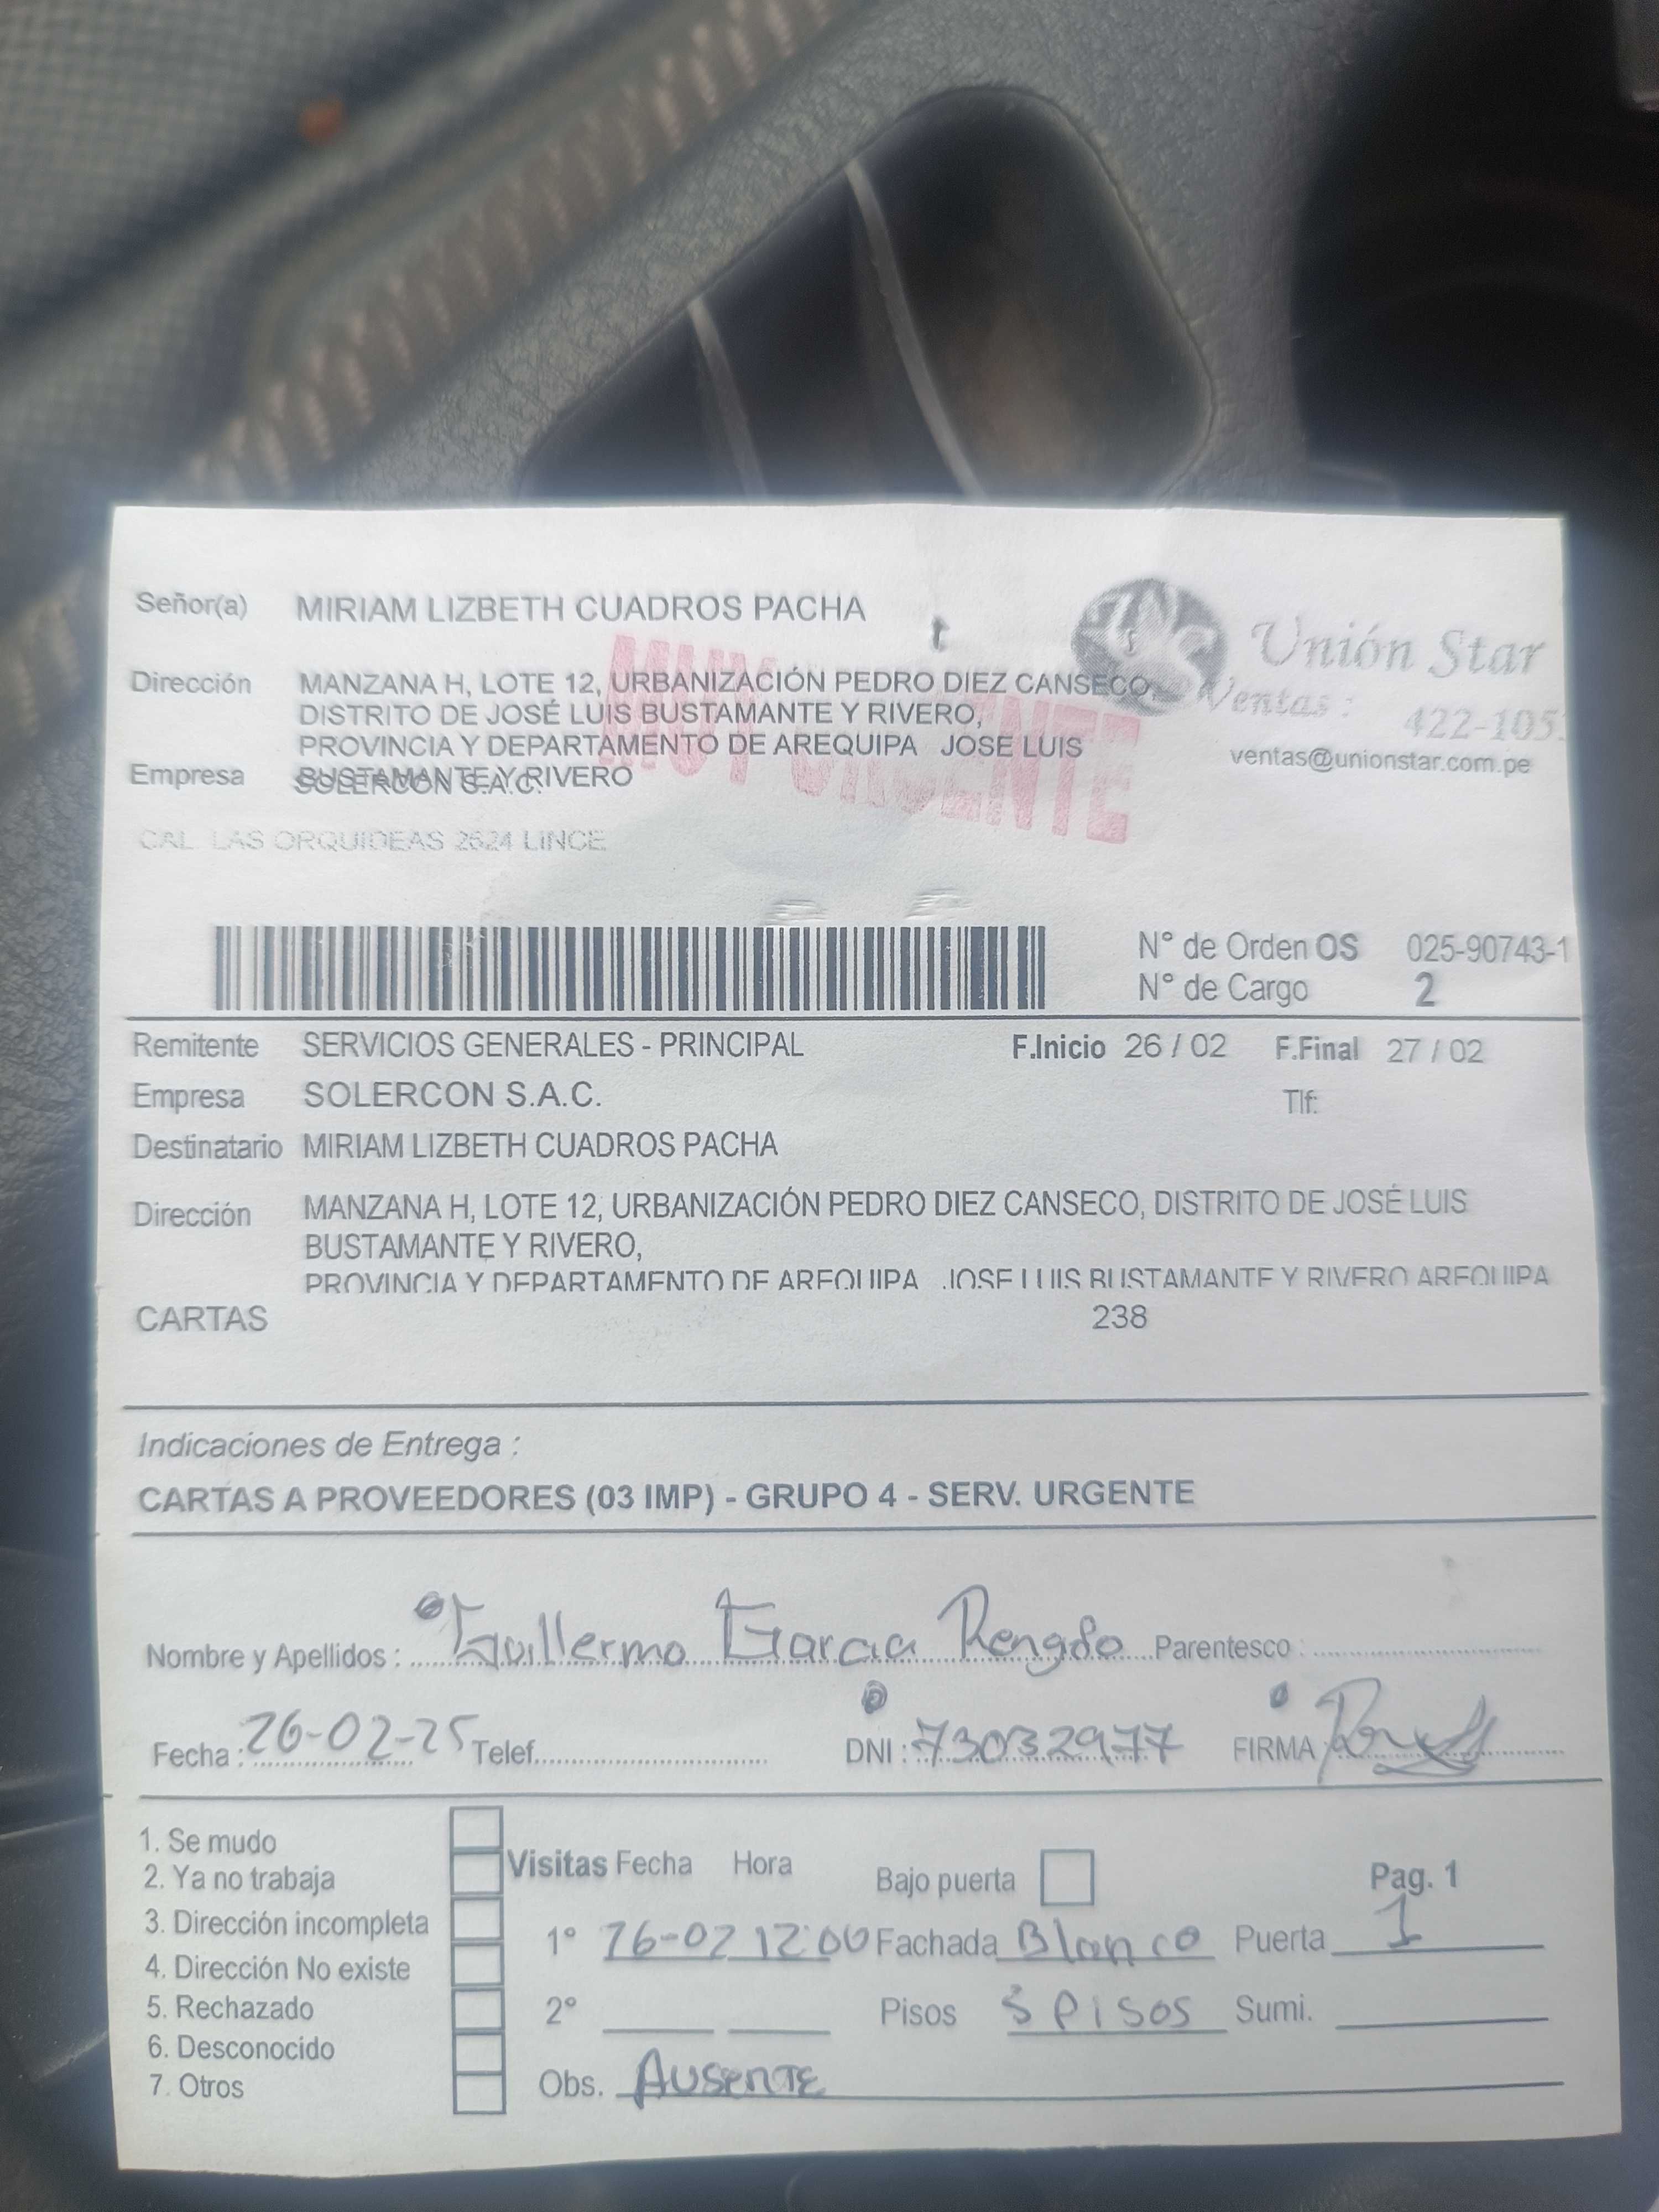 Señor(a) MIRIAM LIZBETH CUADROS PACHA
Unión Star
Dirección MANZANA H, LOTE 12, URBANIZACIÓN PEDRO DIEZ CANSECO,
DISTRITO DE JOSÉ LUIS BUSTAMANTE Y RIVERO,
PROVINCIA Y DEPARTAMENTO DE AREQUIPA JOSE LUIS
BUSTAMANTE Y RIVERO
MUY URGENTE
Ventas : 422-105
ventas@unionstar.com.pe
Empresa SOLERCON S.A.C.
CAL. LAS ORQUIDEAS 2624 LINCE
N° de Orden OS 025-90743-1
N° de Cargo 2
Remitente SERVICIOS GENERALES - PRINCIPAL F.Inicio 26 / 02 F.Final 27 / 02
Empresa SOLERCON S.A.C. Tlf:
Destinatario MIRIAM LIZBETH CUADROS PACHA
Dirección MANZANA H, LOTE 12, URBANIZACIÓN PEDRO DIEZ CANSECO, DISTRITO DE JOSÉ LUIS
BUSTAMANTE Y RIVERO,
PROVINCIA Y DEPARTAMENTO DE AREQUIPA JOSE LUIS BUSTAMANTE Y RIVERO AREQUIPA
CARTAS 238
Indicaciones de Entrega :
CARTAS A PROVEEDORES (03 IMP) - GRUPO 4 - SERV. URGENTE
Nombre y Apellidos : Guillermo Garcia Parentesco :
Fecha : 26-02-25 Telef. DNI : 73032977 FIRMA
1. Se mudo
2. Ya no trabaja
3. Dirección incompleta
4. Dirección No existe
5. Rechazado
6. Desconocido
7. Otros
Visitas Fecha Hora Bajo puerta Pag. 1
1° 26-02 12:00 Fachada Blanco Puerta 1
2° Pisos 3 PISOS Sumi.
Obs. AUSENTE